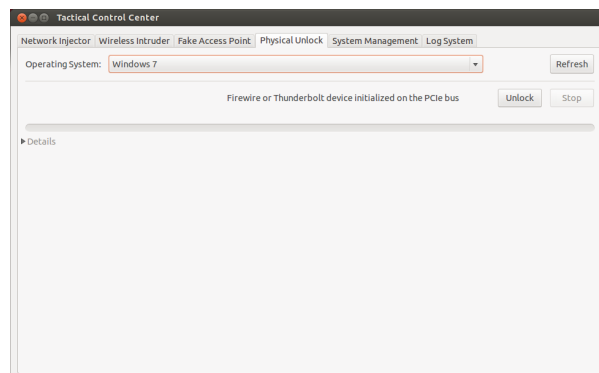 Tactical Control Center
Network Injector Wireless Intruder Fake Access Point Physical Unlock System Management Log System
Operating System: Windows 7 Refresh
Firewire or Thunderbolt device initialized on the PCIe bus Unlock Stop
Details